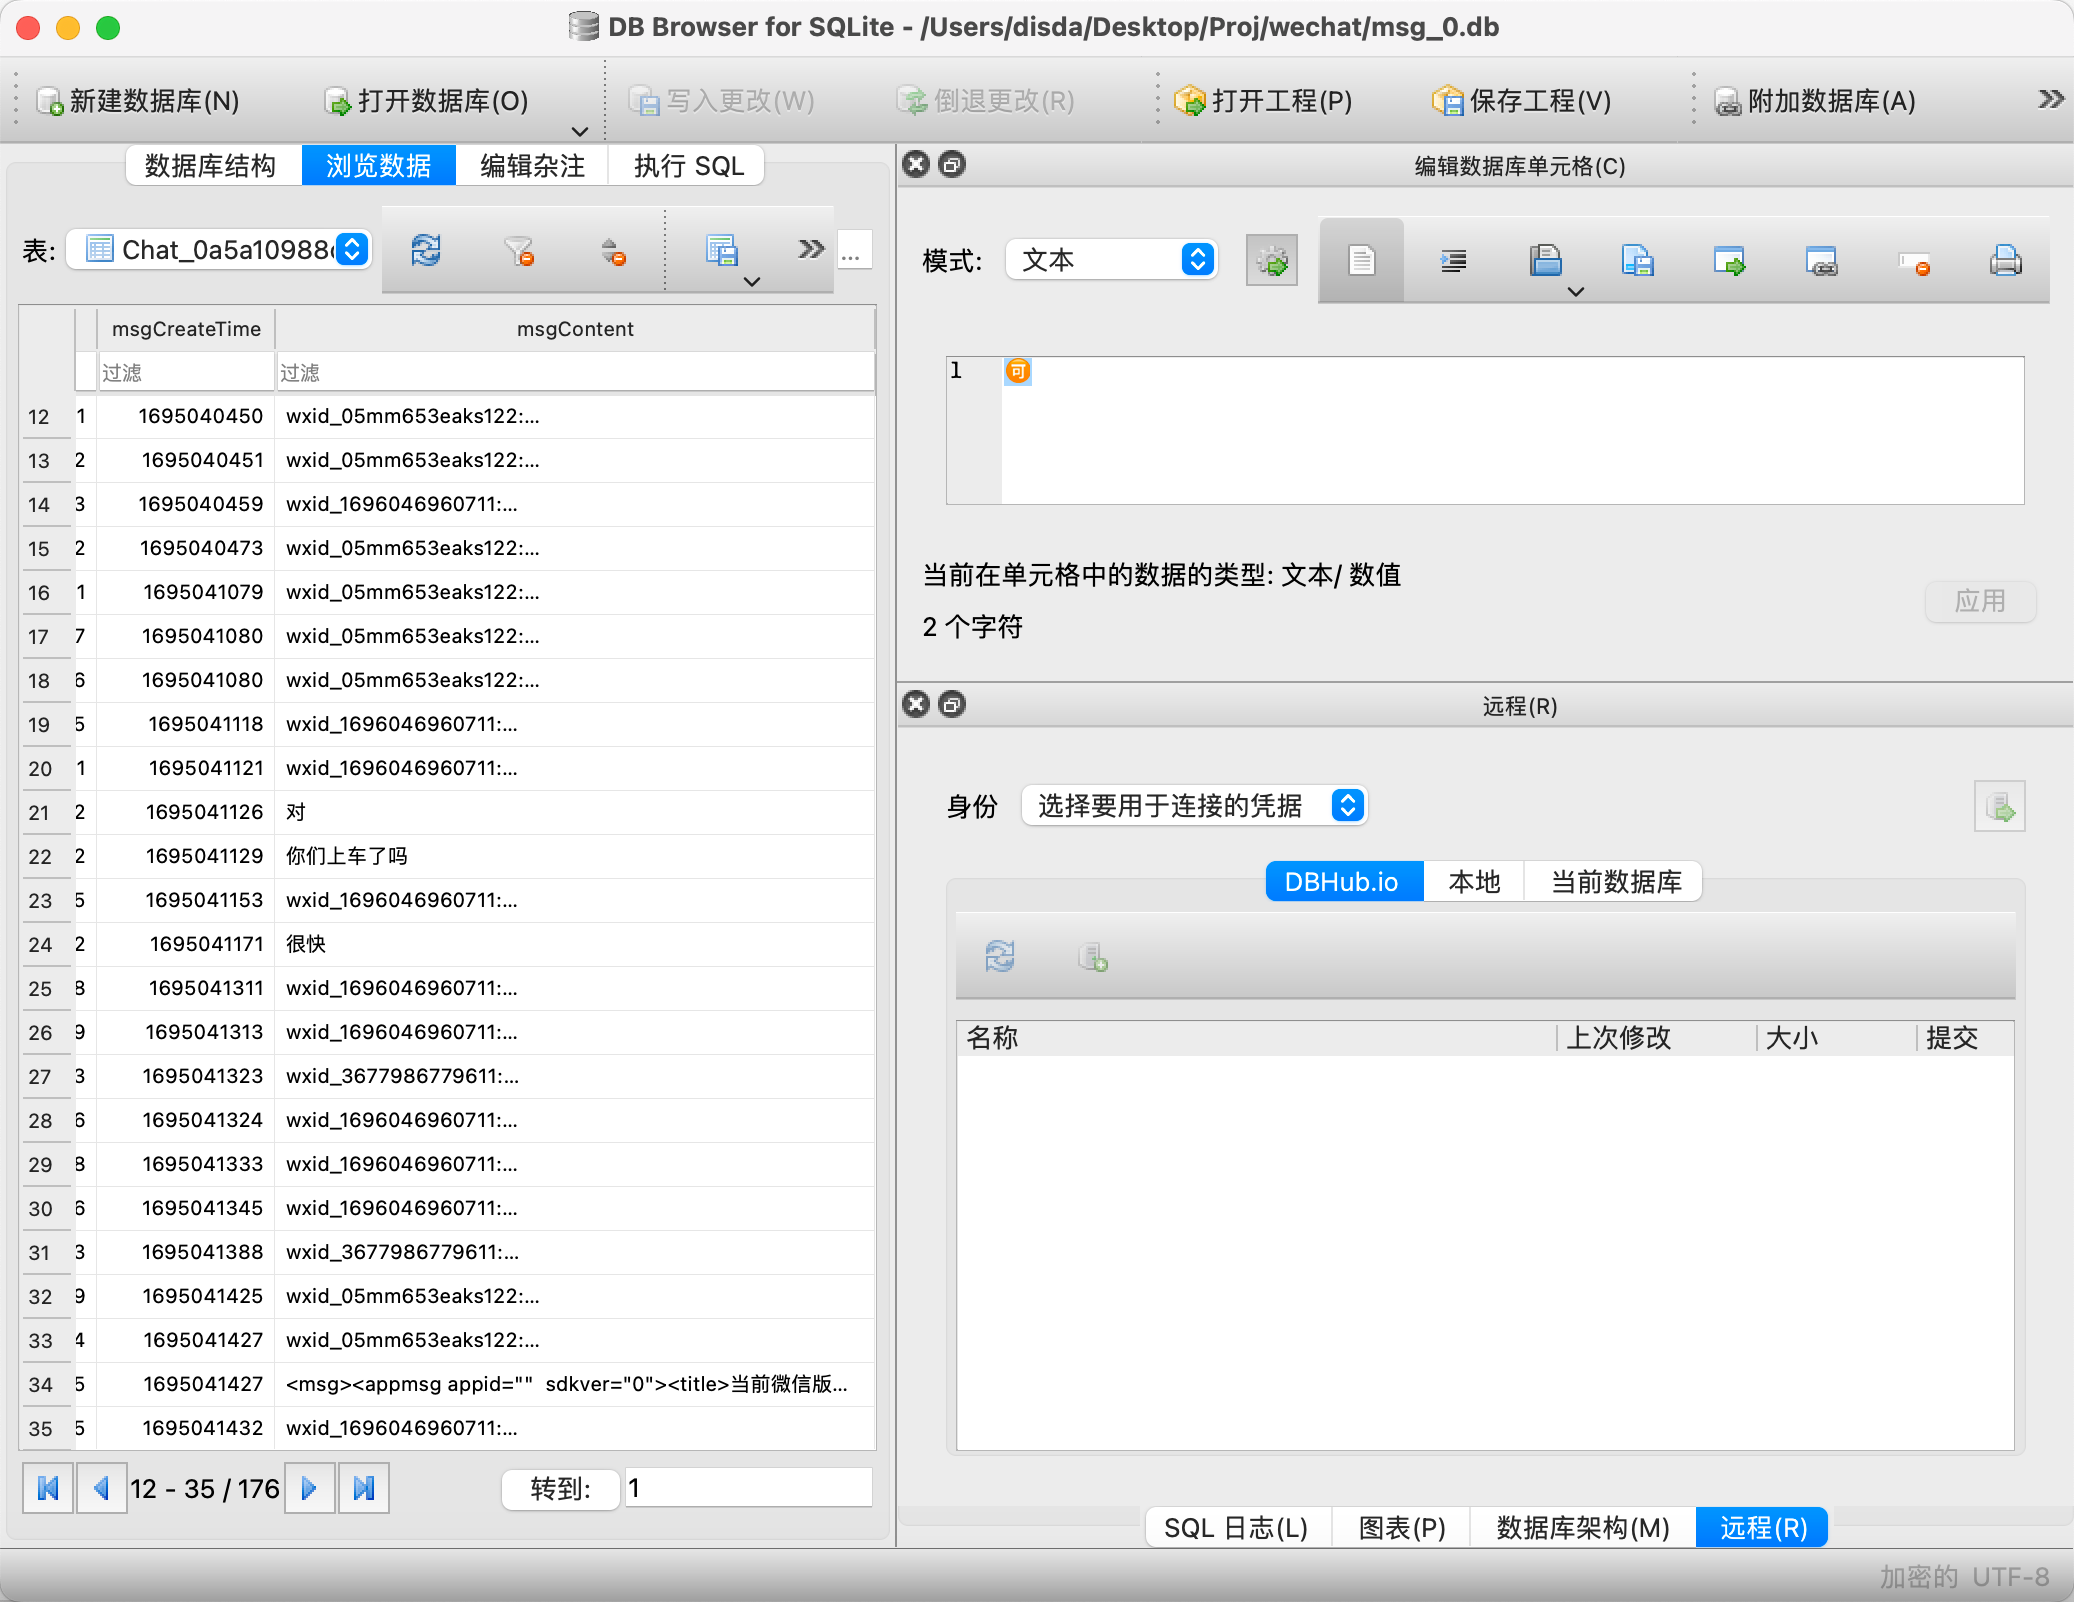 DB Browser for SQLite - /Users/disda/Desktop/Proj/wechat/msg_0.db
新建数据库(N) 打开数据库(O) 写入更改(W) 倒退更改(R) 打开工程(P) 保存工程(V) 附加数据库(A)
数据库结构 浏览数据 编辑杂注 执行 SQL
表: Chat_0a5a10988 ...
msgCreateTime msgContent
过滤 过滤
12 1 1695040450 wxid_05mm653eaks122:...
13 2 1695040451 wxid_05mm653eaks122:...
14 3 1695040459 wxid_1696046960711:...
15 2 1695040473 wxid_05mm653eaks122:...
16 1 1695041079 wxid_05mm653eaks122:...
17 7 1695041080 wxid_05mm653eaks122:...
18 6 1695041080 wxid_05mm653eaks122:...
19 5 1695041118 wxid_1696046960711:...
20 1 1695041121 wxid_1696046960711:...
21 2 1695041126 对
22 2 1695041129 你们上车了吗
23 5 1695041153 wxid_1696046960711:...
24 2 1695041171 很快
25 8 1695041311 wxid_1696046960711:...
26 9 1695041313 wxid_1696046960711:...
27 3 1695041323 wxid_3677986779611:...
28 6 1695041324 wxid_1696046960711:...
29 8 1695041333 wxid_1696046960711:...
30 6 1695041345 wxid_1696046960711:...
31 3 1695041388 wxid_3677986779611:...
32 9 1695041425 wxid_05mm653eaks122:...
33 4 1695041427 wxid_05mm653eaks122:...
34 5 1695041427 <msg><appmsg appid=""  sdkver="0"><title>当前微信版...
35 5 1695041432 wxid_1696046960711:...
12 - 35 / 176 转到: 1
编辑数据库单元格(C)
模式: 文本
1 🉑
当前在单元格中的数据的类型: 文本/ 数值
2 个字符
应用
远程(R)
身份 选择要用于连接的凭据
DBHub.io 本地 当前数据库
名称 上次修改 大小 提交
SQL 日志(L) 图表(P) 数据库架构(M) 远程(R)
加密的 UTF-8